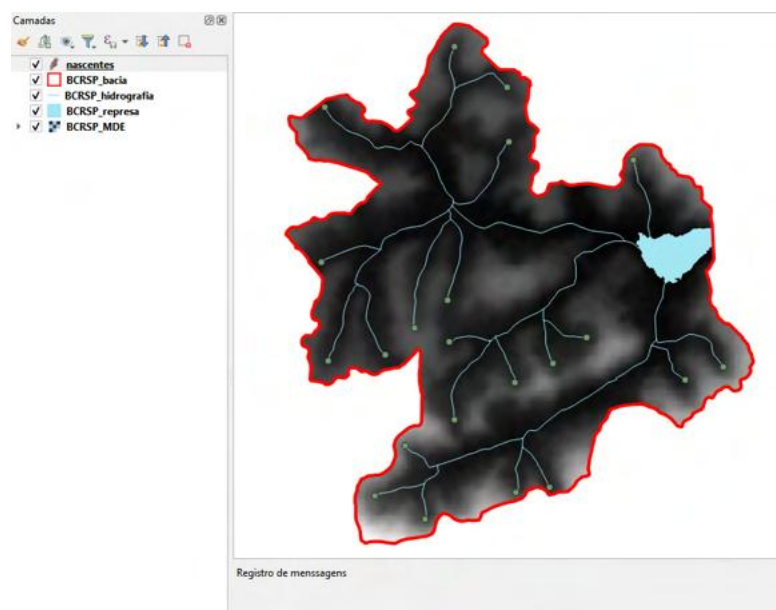 Camadas
nascentes
BCRSP_bacia
BCRSP_hidrografia
BCRSP_represa
BCRSP_MDE
Registro de menssagens